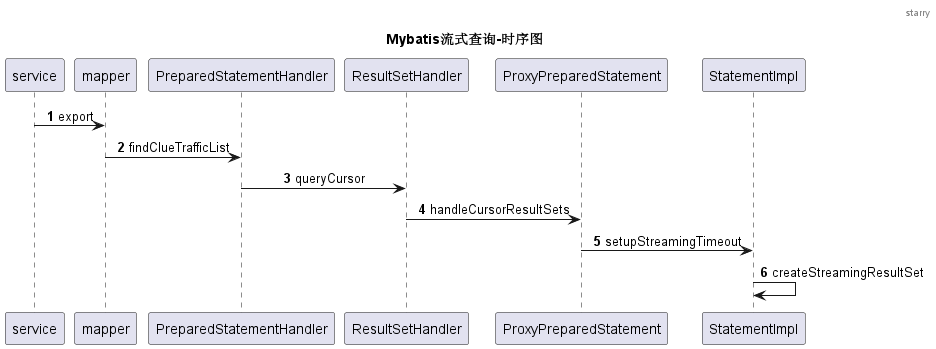 starry
Mybatis流式查询-时序图
service mapper PreparedStatementHandler ResultSetHandler ProxyPreparedStatement StatementImpl
1 export
2 findClueTrafficList
3 queryCursor
4 handleCursorResultSets
5 setupStreamingTimeout
6 createStreamingResultSet
service mapper PreparedStatementHandler ResultSetHandler ProxyPreparedStatement StatementImpl